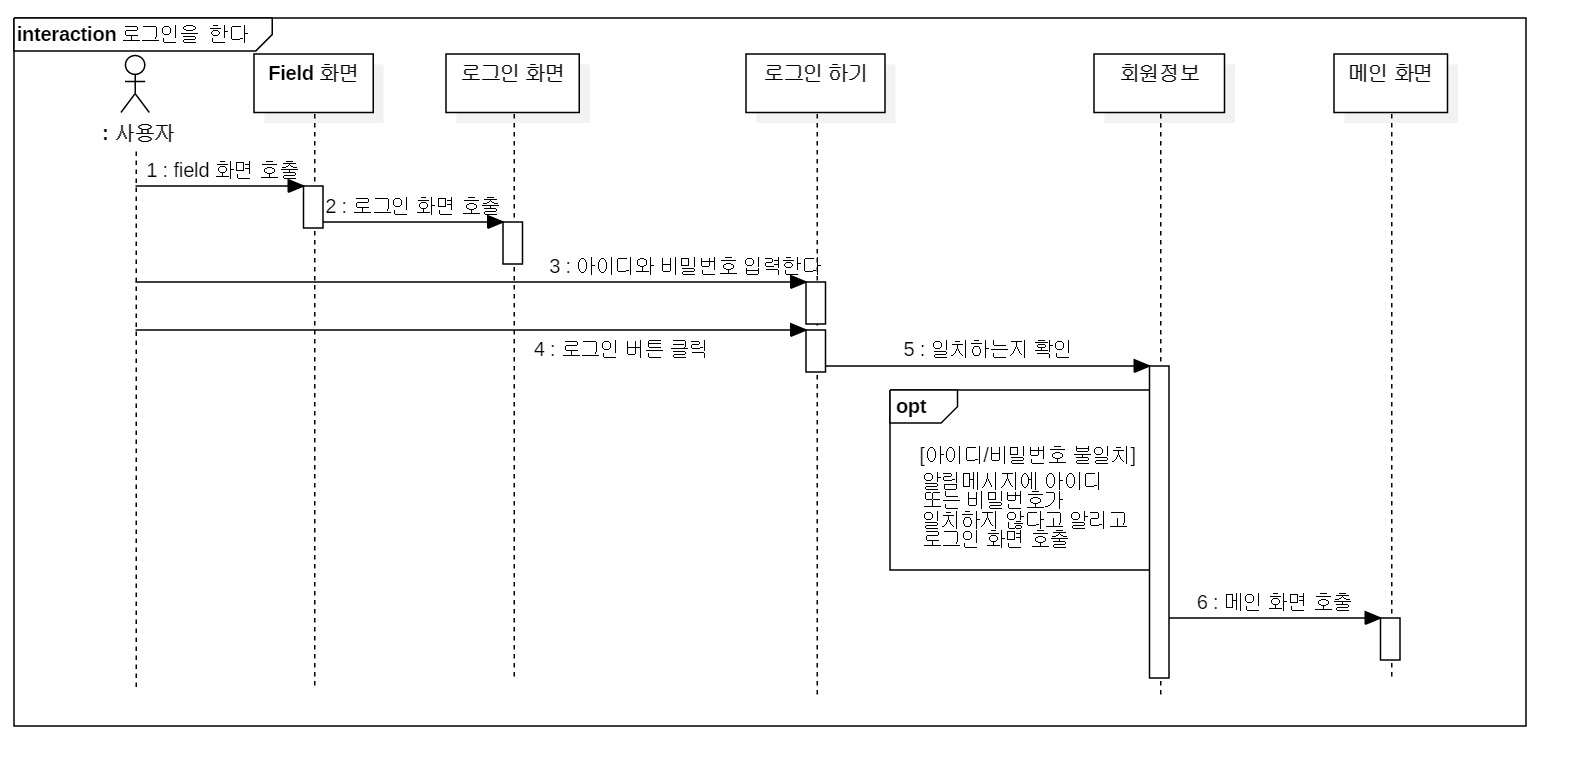 interaction 로그인을 한다
Field 화면
로그인 화면
로그인 하기
회원정보
메인 화면
: 사용자
1 : field 화면 호출
2 : 로그인 화면 호출
3 : 아이디와 비밀번호 입력한다
4 : 로그인 버튼 클릭
5 : 일치하는지 확인
opt
[아이디/비밀번호 불일치]
알림메시지에 아이디
또는 비밀번호가
일치하지 않다고 알리고
로그인 화면 호출
6 : 메인 화면 호출